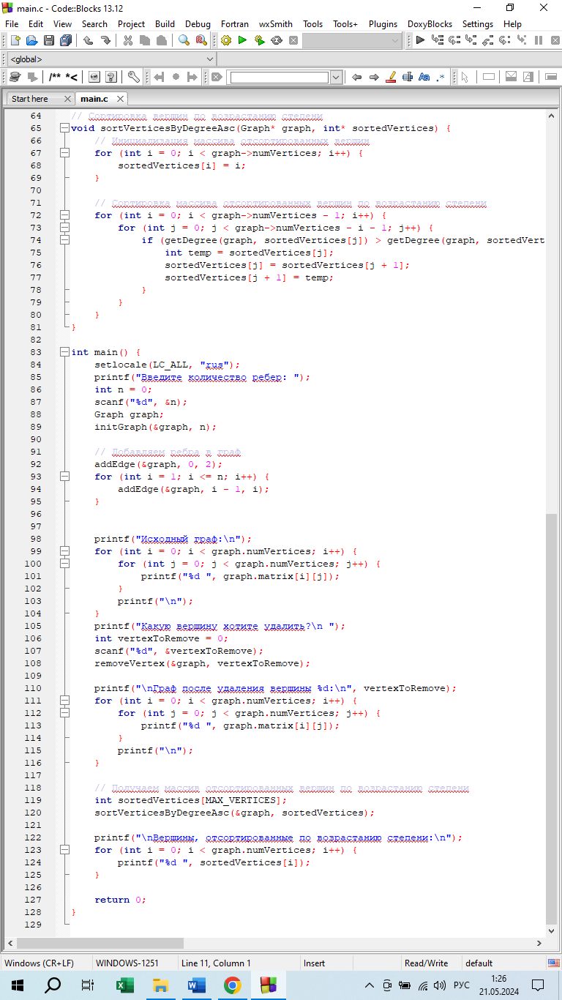 main.c - Code::Blocks 13.12
File Edit View Search Project Build Debug Fortran wxSmith Tools Tools+ Plugins DoxyBlocks Settings Help
<global>
/** *<
Aa .*
Start here main.c
64 // Сортировка вершин по возрастанию степени
65 void sortVerticesByDegreeAsc(Graph* graph, int* sortedVertices) {
66 // Инициализация массива отсортированных вершин
67 for (int i = 0; i < graph->numVertices; i++) {
68 sortedVertices[i] = i;
69 }
70
71 // Сортировка массива отсортированных вершин по возрастанию степени
72 for (int i = 0; i < graph->numVertices - 1; i++) {
73 for (int j = 0; j < graph->numVertices - i - 1; j++) {
74 if (getDegree(graph, sortedVertices[j]) > getDegree(graph, sortedVert
75 int temp = sortedVertices[j];
76 sortedVertices[j] = sortedVertices[j + 1];
77 sortedVertices[j + 1] = temp;
78 }
79 }
80 }
81 }
82
83 int main() {
84 setlocale(LC_ALL, "rus");
85 printf("Введите количество ребер: ");
86 int n = 0;
87 scanf("%d", &n);
88 Graph graph;
89 initGraph(&graph, n);
90
91 // Добавляем ребра в граф
92 addEdge(&graph, 0, 2);
93 for (int i = 1; i <= n; i++) {
94 addEdge(&graph, i - 1, i);
95 }
96
97
98 printf("Исходный граф:\n");
99 for (int i = 0; i < graph.numVertices; i++) {
100 for (int j = 0; j < graph.numVertices; j++) {
101 printf("%d ", graph.matrix[i][j]);
102 }
103 printf("\n");
104 }
105 printf("Какую вершину хотите удалить?\n ");
106 int vertexToRemove = 0;
107 scanf("%d", &vertexToRemove);
108 removeVertex(&graph, vertexToRemove);
109
110 printf("\nГраф после удаления вершины %d:\n", vertexToRemove);
111 for (int i = 0; i < graph.numVertices; i++) {
112 for (int j = 0; j < graph.numVertices; j++) {
113 printf("%d ", graph.matrix[i][j]);
114 }
115 printf("\n");
116 }
117
118 // Получаем массив отсортированных вершин по возрастанию степени
119 int sortedVertices[MAX_VERTICES];
120 sortVerticesByDegreeAsc(&graph, sortedVertices);
121
122 printf("\nВершины, отсортированные по возрастанию степени:\n");
123 for (int i = 0; i < graph.numVertices; i++) {
124 printf("%d ", sortedVertices[i]);
125 }
126
127 return 0;
128 }
129
Windows (CR+LF) WINDOWS-1251 Line 11, Column 1 Insert Read/Write default
РУС 1:26
21.05.2024